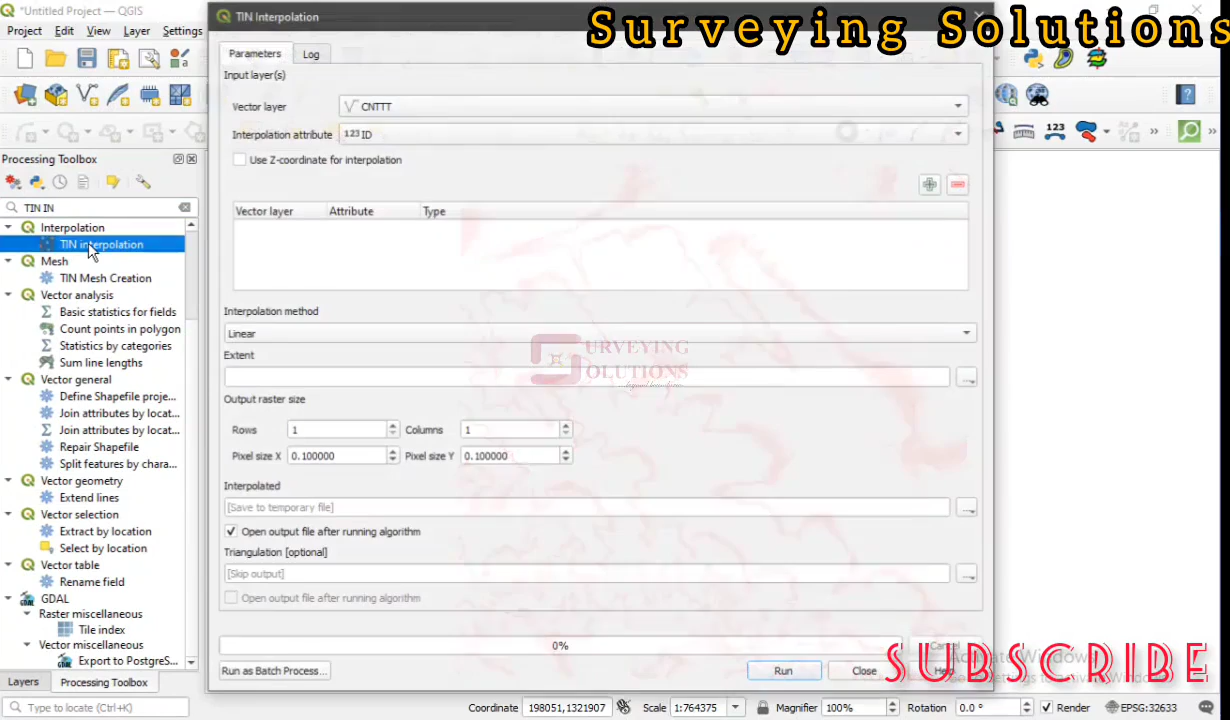 *Untitled Project — QGIS
TIN Interpolation
Surveying Solutions
Project Edit View Layer Settings
Parameters Log
Input layer(s)
Vector layer CNTTT
Interpolation attribute 123 ID
Use Z-coordinate for interpolation
Vector layer Attribute Type
Interpolation method
Linear
Extent
Output raster size
Rows 1 Columns 1
Pixel size X 0.100000 Pixel size Y 0.100000
Interpolated
[Save to temporary file]
Open output file after running algorithm
Triangulation [optional]
[Skip output]
Open output file after running algorithm
0%
Cancel
Run as Batch Process...
Run
Close
Help
123
»
»
Processing Toolbox
TIN IN
Interpolation
TIN interpolation
Mesh
TIN Mesh Creation
Vector analysis
Basic statistics for fields
Count points in polygon
Statistics by categories
Sum line lengths
Vector general
Define Shapefile proje...
Join attributes by locat...
Join attributes by locat...
Repair Shapefile
Split features by chara...
Vector geometry
Extend lines
Vector selection
Extract by location
Select by location
Vector table
Rename field
GDAL
Raster miscellaneous
Tile index
Vector miscellaneous
Export to PostgreS...
Layers Processing Toolbox
SURVEYING
SOLUTIONS
SUBSCRIBE
Activate Windows
Type to locate (Ctrl+K)
Coordinate 198051,1321907 Scale 1:764375 Magnifier 100% Rotation 0.0 ° Render EPSG:32633